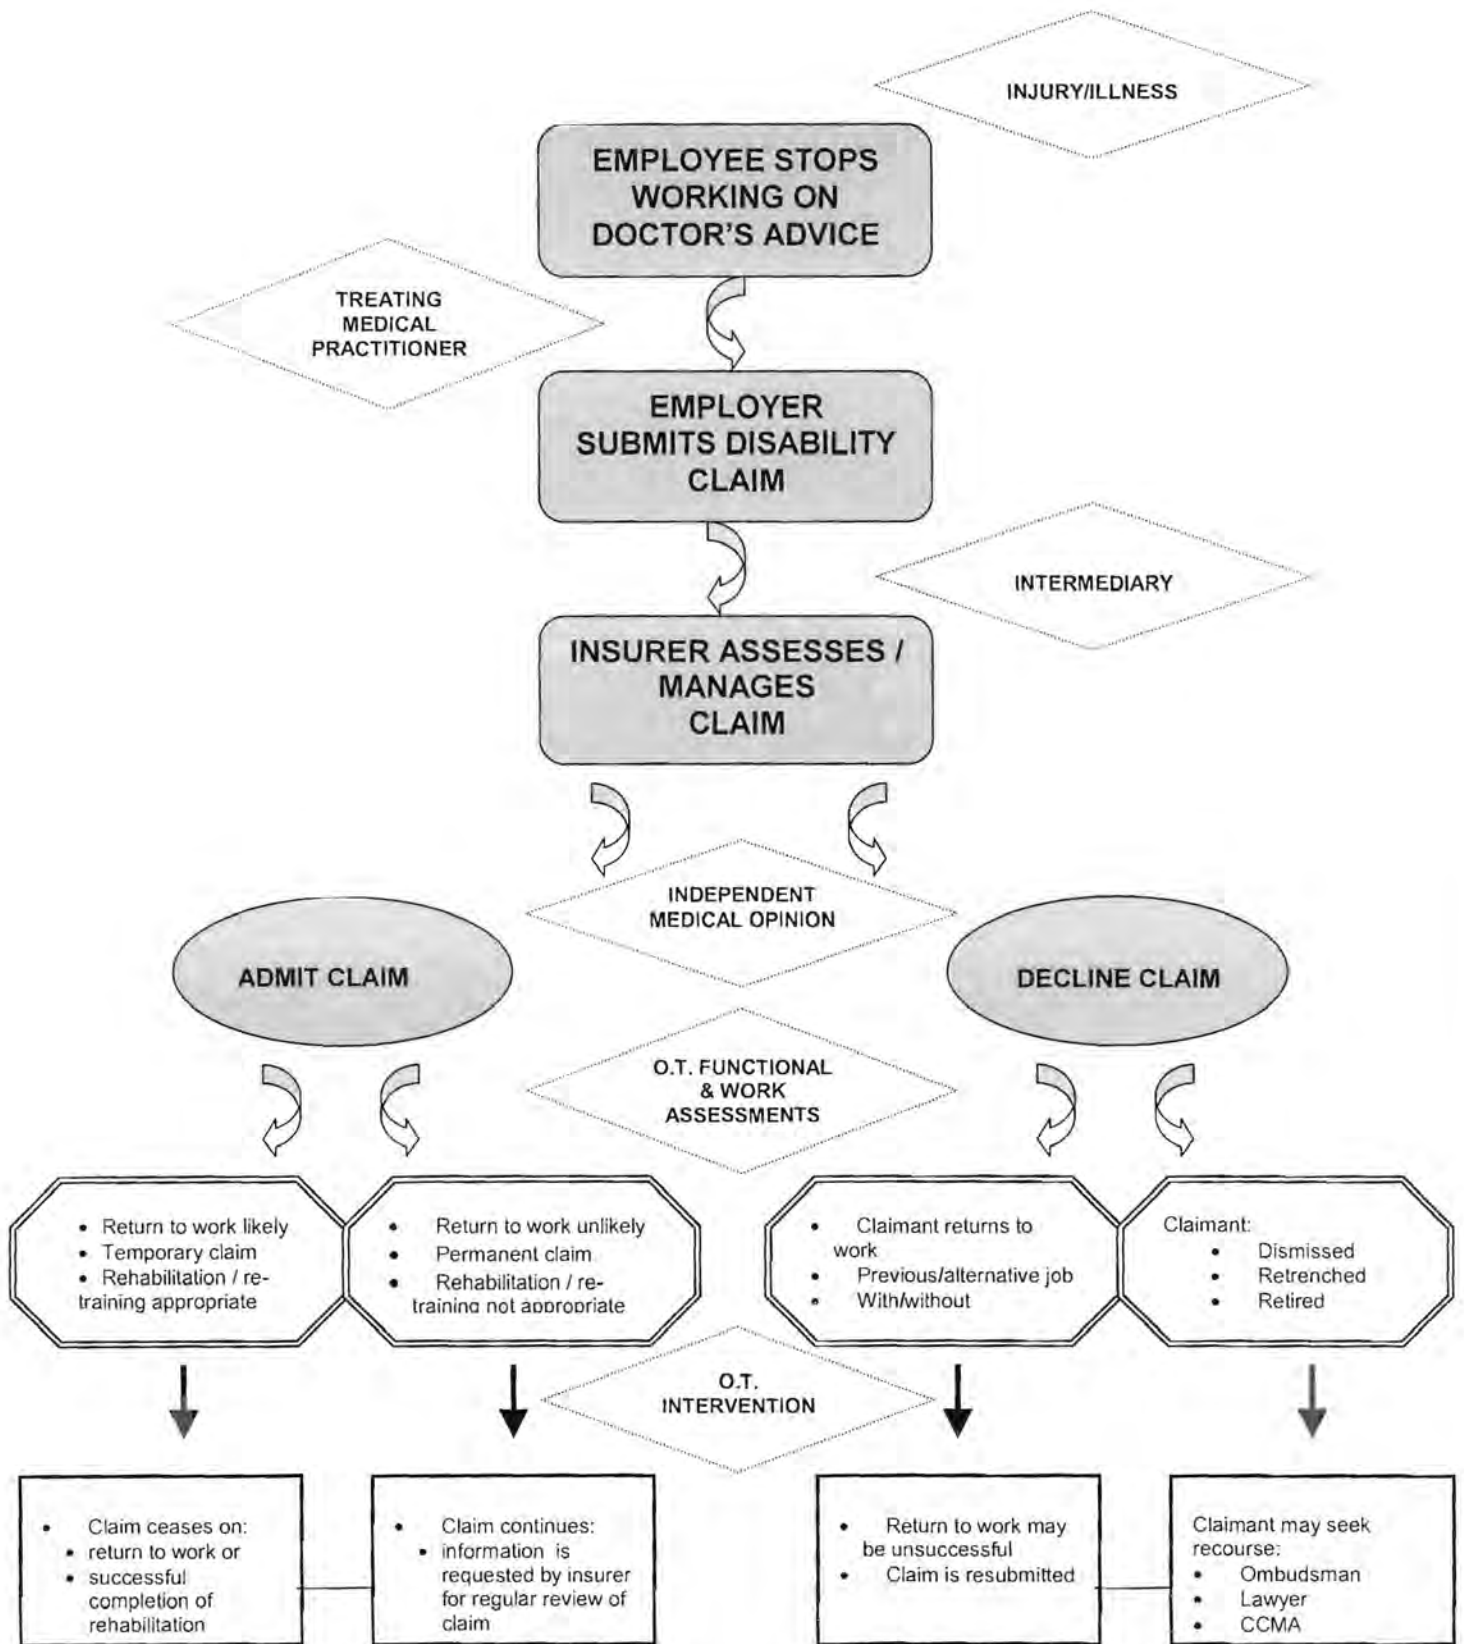 INJURY/ILLNESS
EMPLOYEE STOPS
WORKING ON
DOCTOR'S ADVICE
TREATING
MEDICAL
PRACTITIONER
EMPLOYER
SUBMITS DISABILITY
CLAIM
INTERMEDIARY
INSURER ASSESSES /
MANAGES
CLAIM
INDEPENDENT
MEDICAL OPINION
ADMIT CLAIM
DECLINE CLAIM
O.T. FUNCTIONAL
& WORK
ASSESSMENTS
• Return to work likely
• Temporary claim
• Rehabilitation / re-
training appropriate
• Return to work unlikely
• Permanent claim
• Rehabilitation / re-
training not appropriate
• Claimant returns to
work
• Previous/alternative job
• With/without
Claimant:
• Dismissed
• Retrenched
• Retired
O.T.
INTERVENTION
• Claim ceases on:
• return to work or
• successful
completion of
rehabilitation
• Claim continues:
• information is
requested by insurer
for regular review of
claim
• Return to work may
be unsuccessful
• Claim is resubmitted
Claimant may seek
recourse:
• Ombudsman
• Lawyer
• CCMA